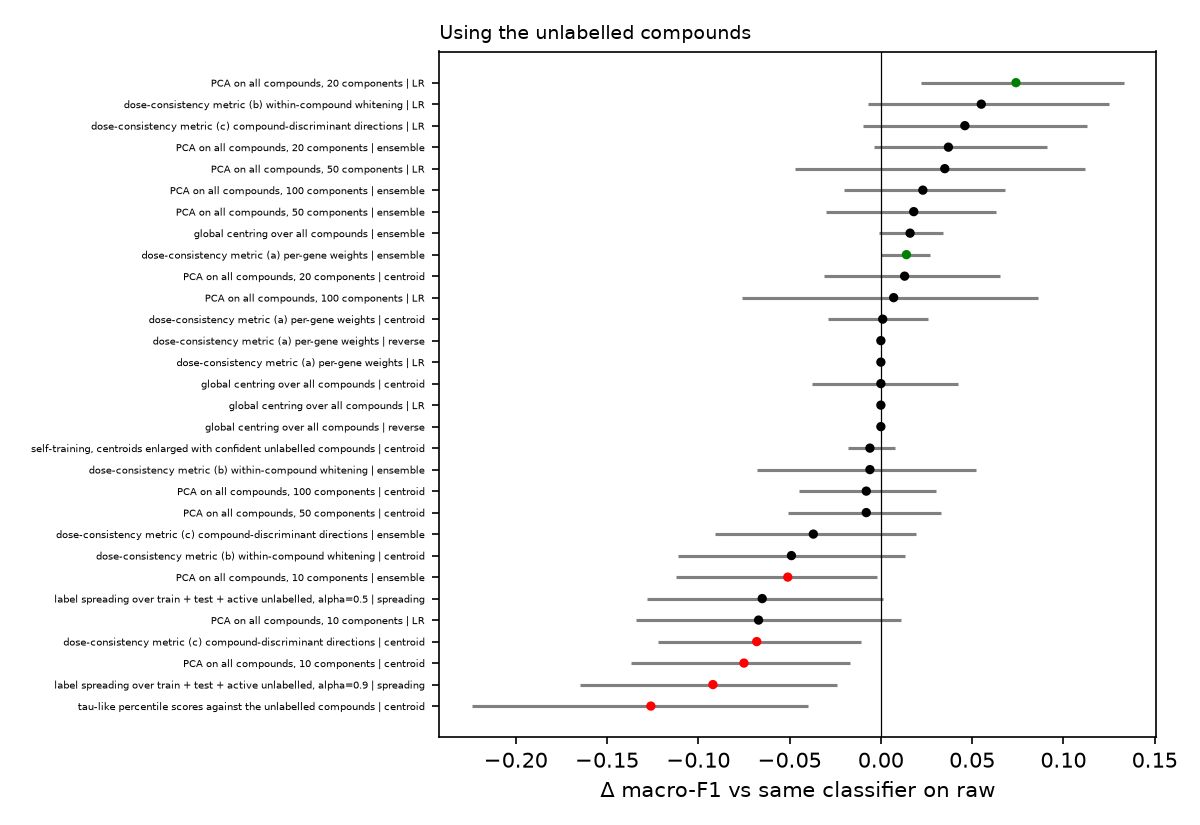 Using the unlabelled compounds
PCA on all compounds, 20 components | LR
dose-consistency metric (b) within-compound whitening | LR
dose-consistency metric (c) compound-discriminant directions | LR
PCA on all compounds, 20 components | ensemble
PCA on all compounds, 50 components | LR
PCA on all compounds, 100 components | ensemble
PCA on all compounds, 50 components | ensemble
global centring over all compounds | ensemble
dose-consistency metric (a) per-gene weights | ensemble
PCA on all compounds, 20 components | centroid
PCA on all compounds, 100 components | LR
dose-consistency metric (a) per-gene weights | centroid
dose-consistency metric (a) per-gene weights | reverse
dose-consistency metric (a) per-gene weights | LR
global centring over all compounds | centroid
global centring over all compounds | LR
global centring over all compounds | reverse
self-training, centroids enlarged with confident unlabelled compounds | centroid
dose-consistency metric (b) within-compound whitening | ensemble
PCA on all compounds, 100 components | centroid
PCA on all compounds, 50 components | centroid
dose-consistency metric (c) compound-discriminant directions | ensemble
dose-consistency metric (b) within-compound whitening | centroid
PCA on all compounds, 10 components | ensemble
label spreading over train + test + active unlabelled, alpha=0.5 | spreading
PCA on all compounds, 10 components | LR
dose-consistency metric (c) compound-discriminant directions | centroid
PCA on all compounds, 10 components | centroid
label spreading over train + test + active unlabelled, alpha=0.9 | spreading
tau-like percentile scores against the unlabelled compounds | centroid
−0.20 −0.15 −0.10 −0.05 0.00 0.05 0.10 0.15
Δ macro-F1 vs same classifier on raw